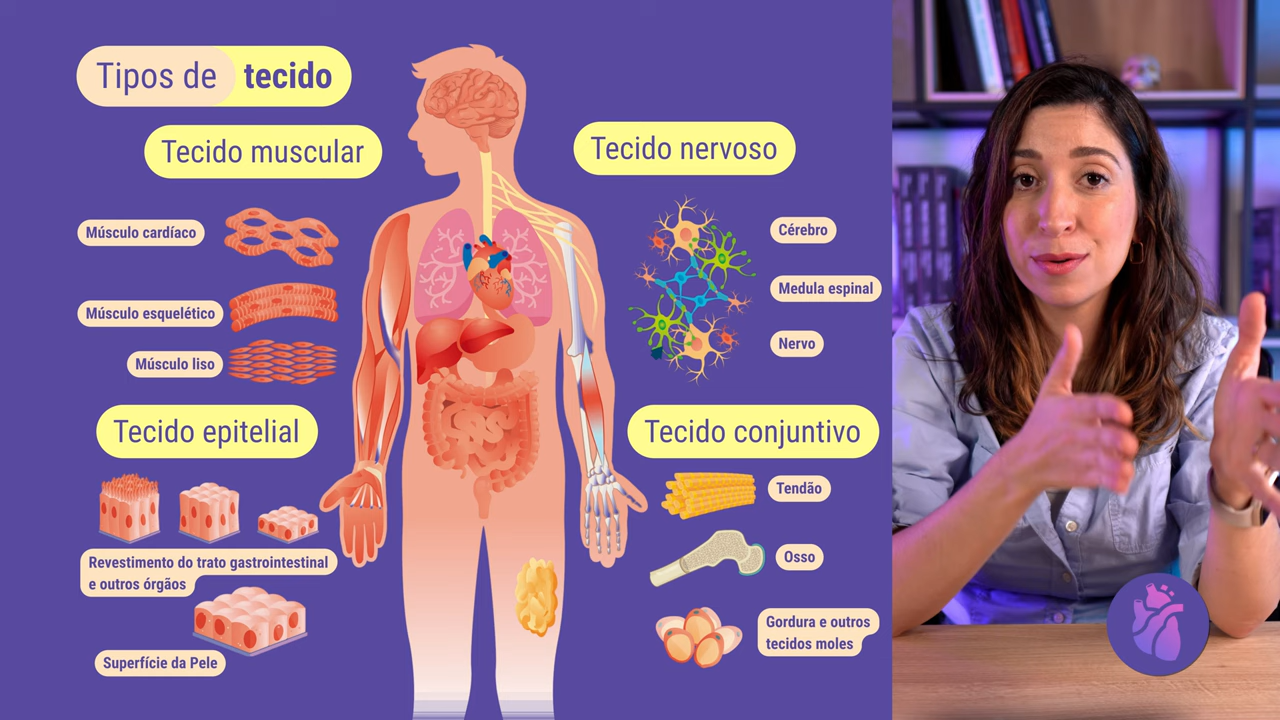 Tipos de tecido
Tecido muscular
Músculo cardíaco
Músculo esquelético
Músculo liso
Tecido epitelial
Revestimento do trato gastrointestinal
e outros órgãos
Superfície da Pele
Tecido nervoso
Cérebro
Medula espinal
Nervo
Tecido conjuntivo
Tendão
Osso
Gordura e outros
tecidos moles